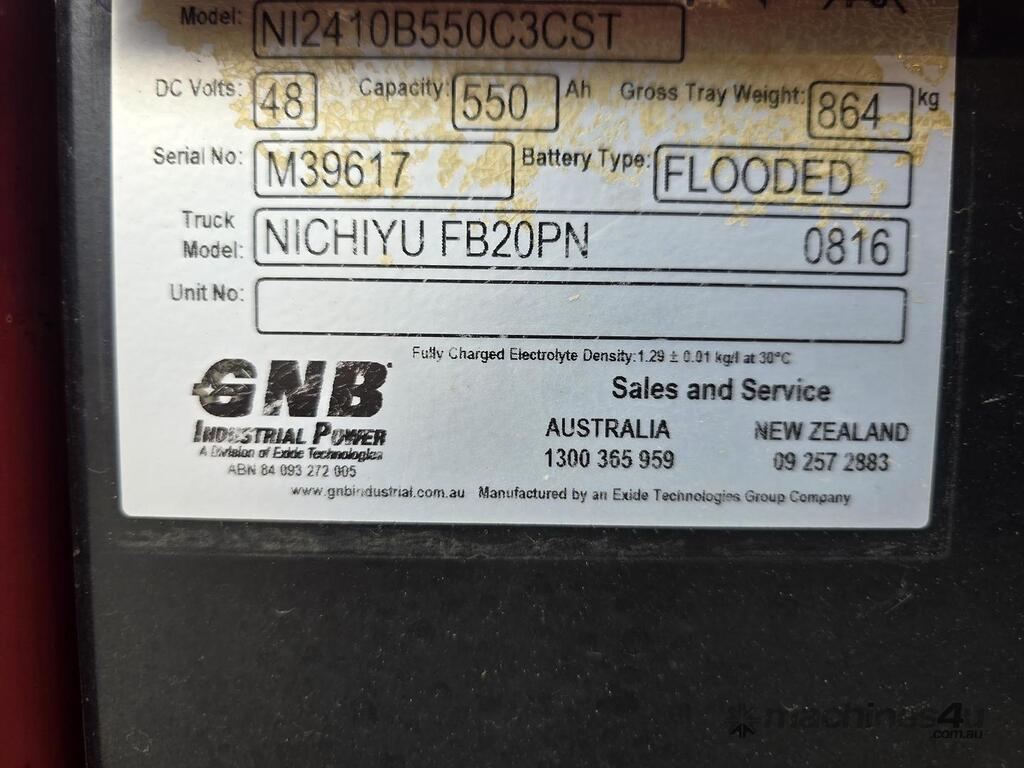 Model: NI2410B550C3CST
DC Volts: 48 Capacity: 550 Ah Gross Tray Weight: 864 kg
Serial No: M39617 Battery Type: FLOODED
Truck Model: NICHIYU FB20PN 0816
Unit No:
Fully Charged Electrolyte Density:1.29 ± 0.01 kg/l at 30°C
GNB
INDUSTRIAL POWER
A Division of Exide Technologies
ABN 84 093 272 005
Sales and Service
AUSTRALIA NEW ZEALAND
1300 365 959 09 257 2883
www.gnbindustrial.com.au Manufactured by an Exide Technologies Group Company
machines4u
.com.au